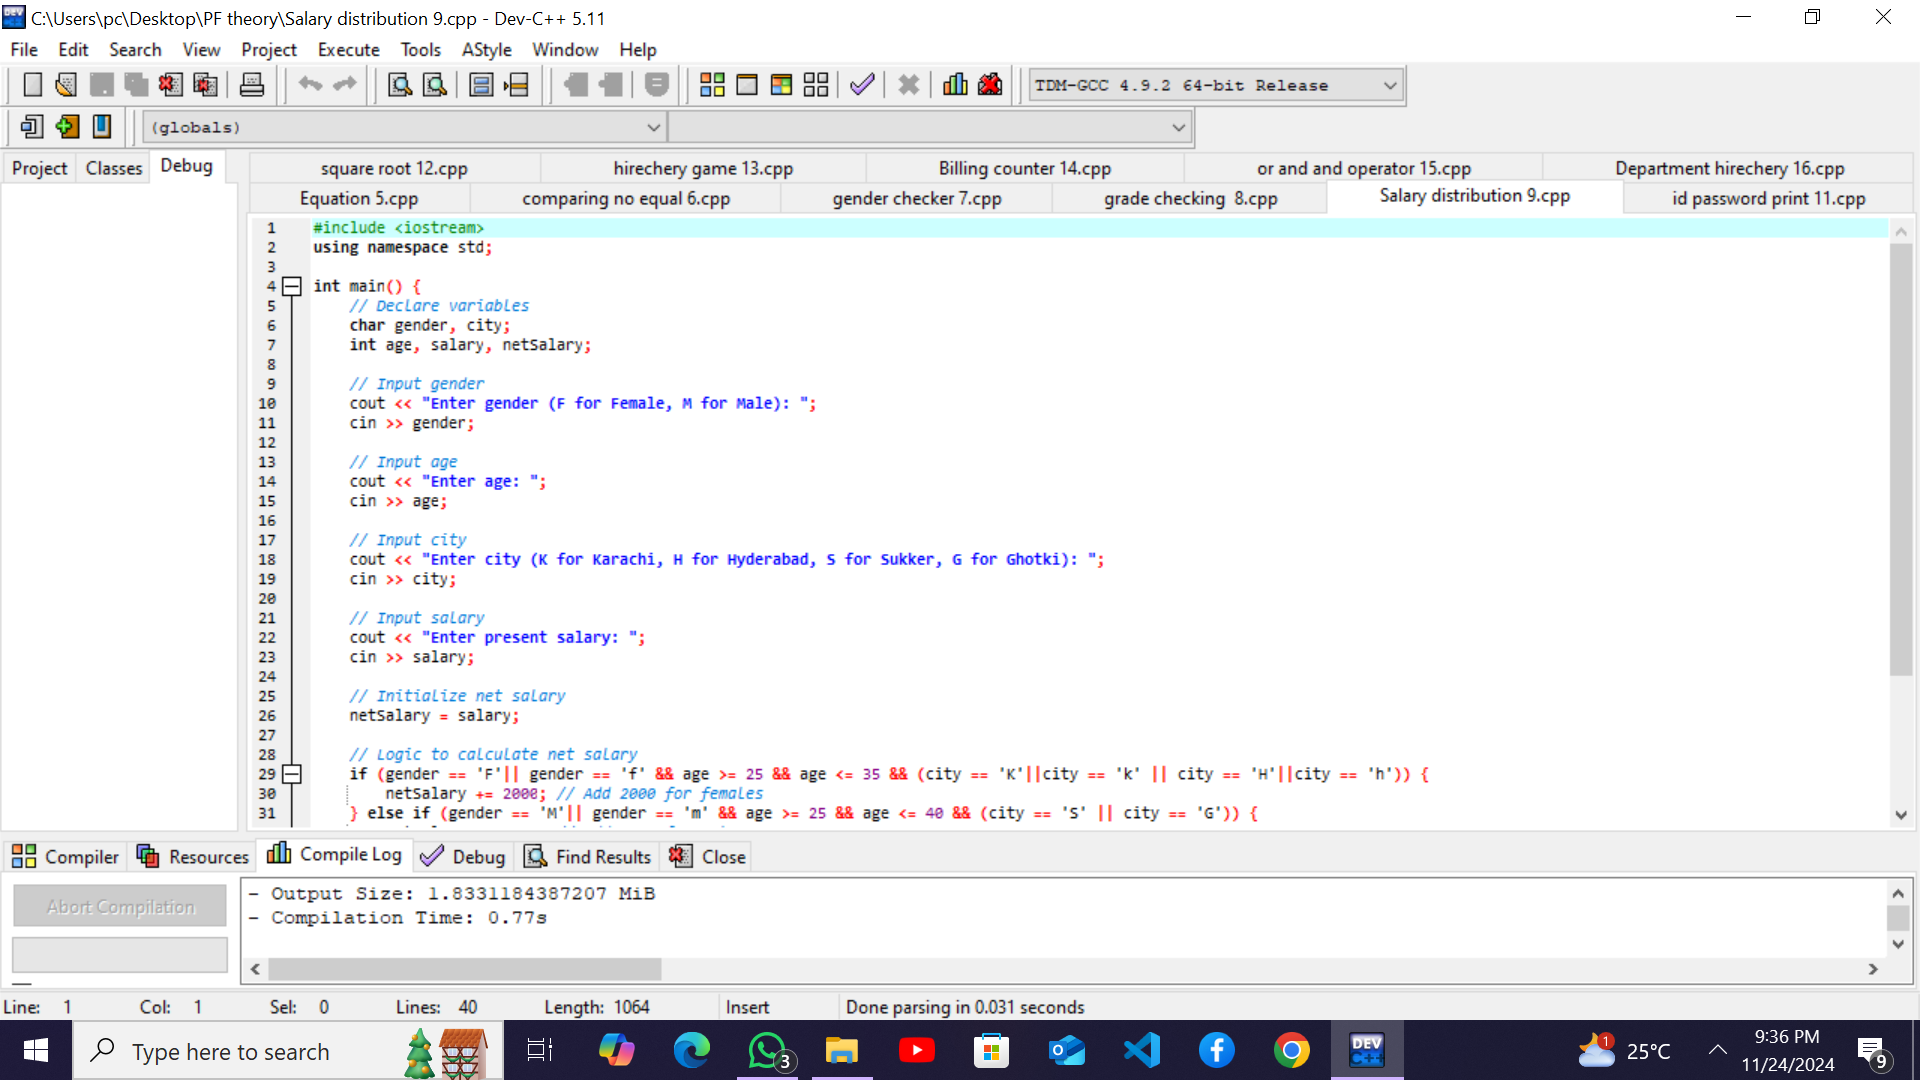 C:\Users\pc\Desktop\PF theory\Salary distribution 9.cpp - Dev-C++ 5.11
File Edit Search View Project Execute Tools AStyle Window Help
TDM-GCC 4.9.2 64-bit Release
(globals)
Project Classes Debug
square root 12.cpp hirechery game 13.cpp Billing counter 14.cpp or and and operator 15.cpp Department hirechery 16.cpp
Equation 5.cpp comparing no equal 6.cpp gender checker 7.cpp grade checking 8.cpp Salary distribution 9.cpp id password print 11.cpp
1 #include <iostream>
2 using namespace std;
3
4 int main() {
5 // Declare variables
6 char gender, city;
7 int age, salary, netSalary;
8
9 // Input gender
10 cout << "Enter gender (F for Female, M for Male): ";
11 cin >> gender;
12
13 // Input age
14 cout << "Enter age: ";
15 cin >> age;
16
17 // Input city
18 cout << "Enter city (K for Karachi, H for Hyderabad, S for Sukker, G for Ghotki): ";
19 cin >> city;
20
21 // Input salary
22 cout << "Enter present salary: ";
23 cin >> salary;
24
25 // Initialize net salary
26 netSalary = salary;
27
28 // Logic to calculate net salary
29 if (gender == 'F'|| gender == 'f' && age >= 25 && age <= 35 && (city == 'K'||city == 'k' || city == 'H'||city == 'h')) {
30 netSalary += 2000; // Add 2000 for females
31 } else if (gender == 'M'|| gender == 'm' && age >= 25 && age <= 40 && (city == 'S' || city == 'G')) {
Compiler Resources Compile Log Debug Find Results Close
Abort Compilation
- Output Size: 1.8331184387207 MiB
- Compilation Time: 0.77s
Line: 1 Col: 1 Sel: 0 Lines: 40 Length: 1064 Insert Done parsing in 0.031 seconds
Type here to search
3
DEV C++
1
25°C
9:36 PM
11/24/2024
9